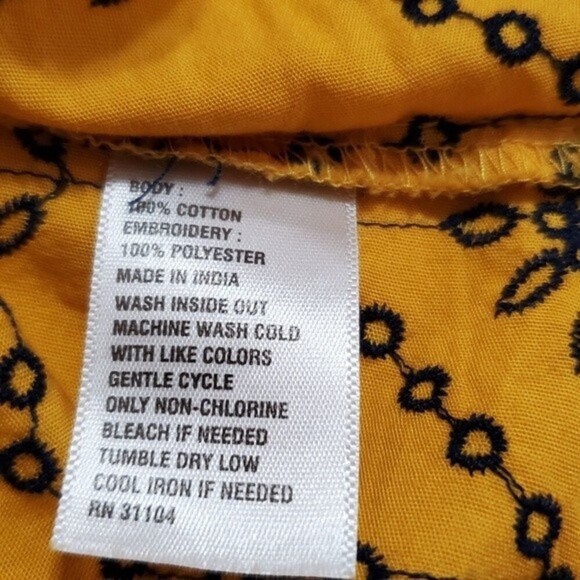 BODY :
100% COTTON
EMBROIDERY :
100% POLYESTER
MADE IN INDIA
WASH INSIDE OUT
MACHINE WASH COLD
WITH LIKE COLORS
GENTLE CYCLE
ONLY NON-CHLORINE
BLEACH IF NEEDED
TUMBLE DRY LOW
COOL IRON IF NEEDED
RN 31104